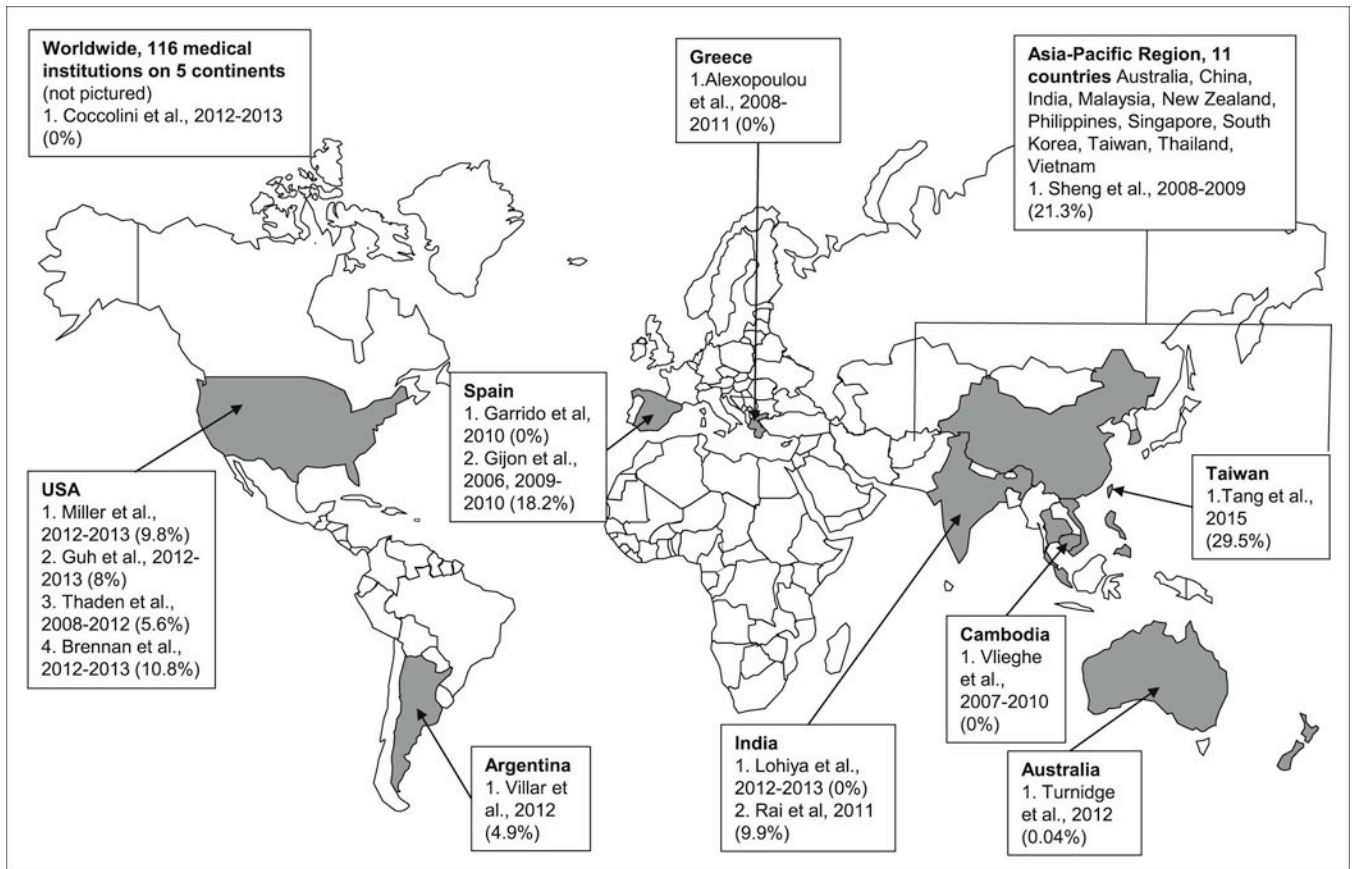 Worldwide, 116 medical
institutions on 5 continents
(not pictured)
1. Coccolini et al., 2012-2013
(0%)
Greece
1.Alexopoulou
et al., 2008-
2011 (0%)
Asia-Pacific Region, 11
countries Australia, China,
India, Malaysia, New Zealand,
Philippines, Singapore, South
Korea, Taiwan, Thailand,
Vietnam
1. Sheng et al., 2008-2009
(21.3%)
Spain
1. Garrido et al,
2010 (0%)
2. Gijon et al.,
2006, 2009-
2010 (18.2%)
USA
1. Miller et al.,
2012-2013 (9.8%)
2. Guh et al., 2012-
2013 (8%)
3. Thaden et al.,
2008-2012 (5.6%)
4. Brennan et al.,
2012-2013 (10.8%)
Taiwan
1.Tang et al.,
2015
(29.5%)
Cambodia
1. Vlieghe
et al.,
2007-2010
(0%)
Argentina
1. Villar et
al., 2012
(4.9%)
India
1. Lohiya et al.,
2012-2013 (0%)
2. Rai et al, 2011
(9.9%)
Australia
1. Turnidge
et al., 2012
(0.04%)